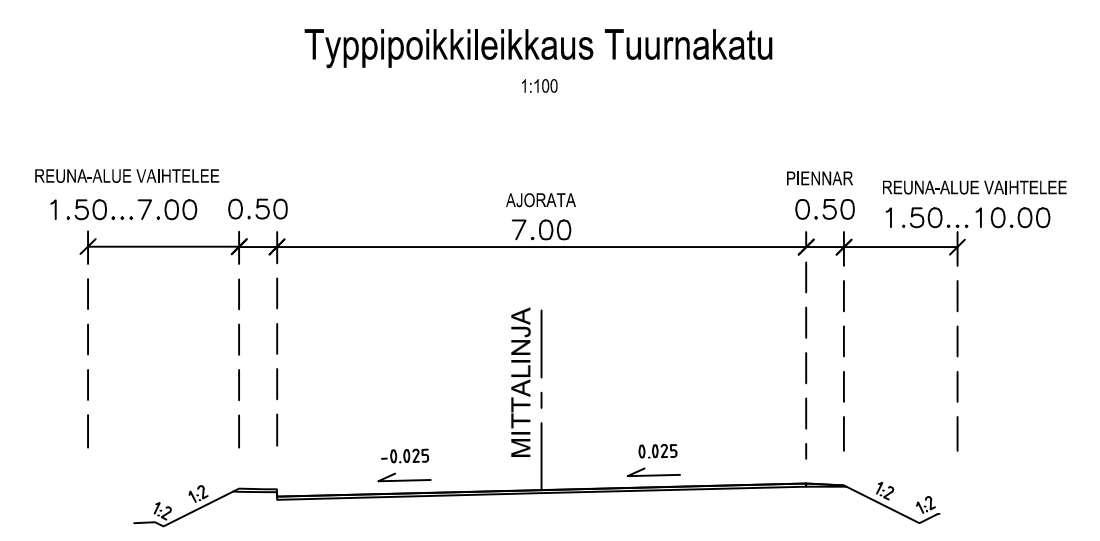 Typpipoikkileikkaus Tuurnakatu
1:100
REUNA-ALUE VAIHTELEE
1.50...7.00
0.50
AJORATA
7.00
PIENNAR
0.50
REUNA-ALUE VAIHTELEE
1.50...10.00
MITTALINJA
-0.025
0.025
1:2
1:2
1:2
1:2